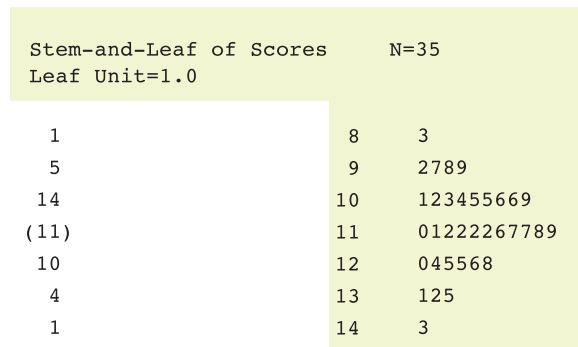 Stem-and-Leaf of Scores N=35
Leaf Unit=1.0
1 8 3
5 9 2789
14 10 123455669
(11) 11 01222267789
10 12 045568
4 13 125
1 14 3